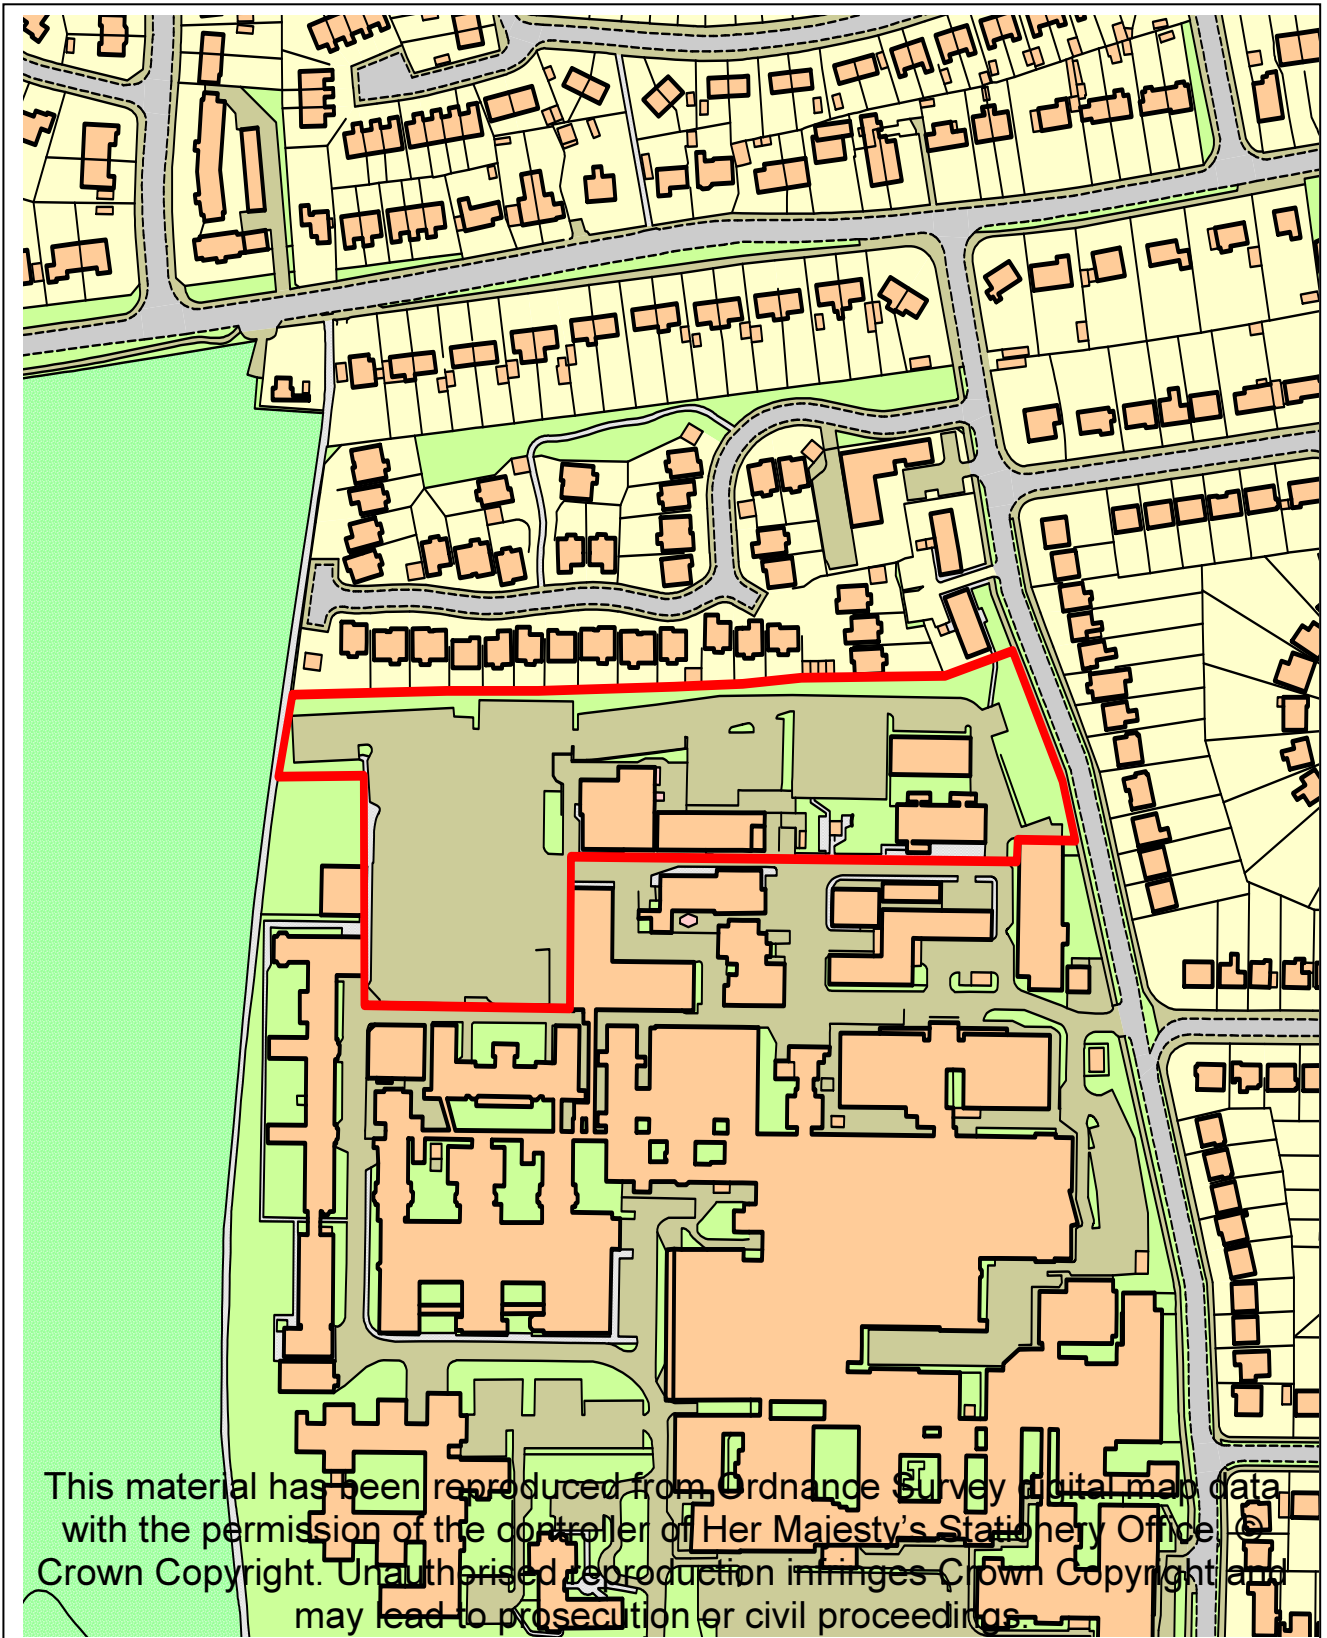 This material has been reproduced from Ordnance Survey digital map data
with the permission of the controller of Her Majesty's Stationery Office, ©
Crown Copyright. Unauthorised reproduction infringes Crown Copyright and
may lead to prosecution or civil proceedings.